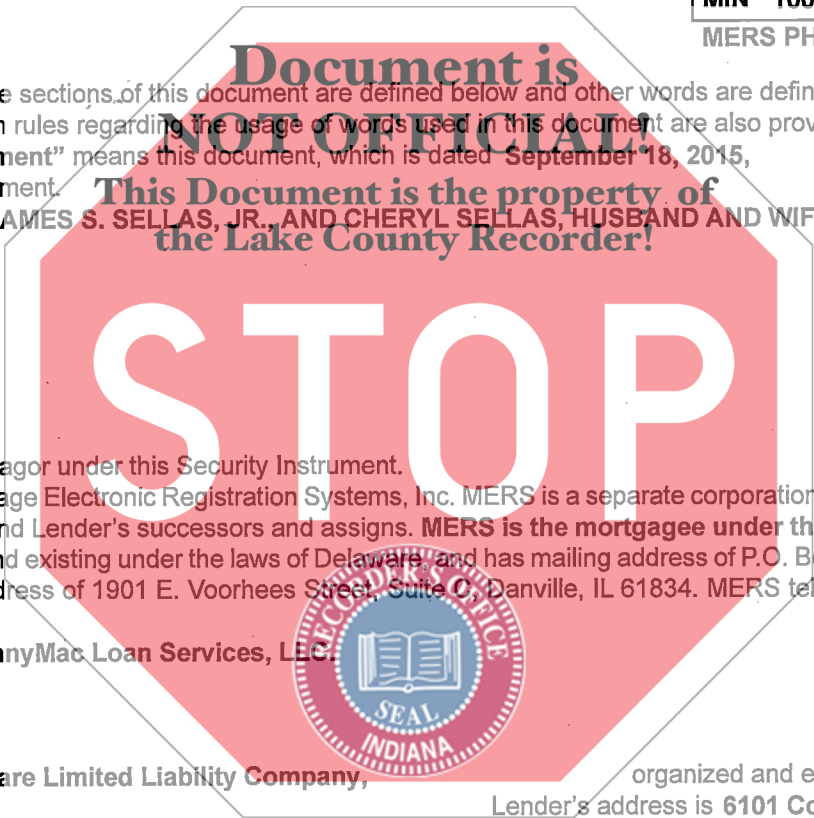 MIN 100
MERS PH
Document is
e sections of this document are defined below and other words are defin
NOT OFFICIAL!
n rules regarding the usage of words used in this document are also prov
nent” means this document, which is dated September 18, 2015,
This Document is the property of
ment.
AMES S. SELLAS, JR., AND CHERYL SELLAS, HUSBAND AND WIF
the Lake County Recorder!
STOP
agor under this Security Instrument.
age Electronic Registration Systems, Inc. MERS is a separate corporation
nd Lender's successors and assigns. MERS is the mortgagee under th
d existing under the laws of Delaware, and has mailing address of P.O. B
dress of 1901 E. Voorhees Street, Suite C, Danville, IL 61834. MERS tel
nnyMac Loan Services, LLC.
RECORDER'S OFFICE
SEAL
INDIANA
are Limited Liability Company,
organized and e
Lender's address is 6101 Co